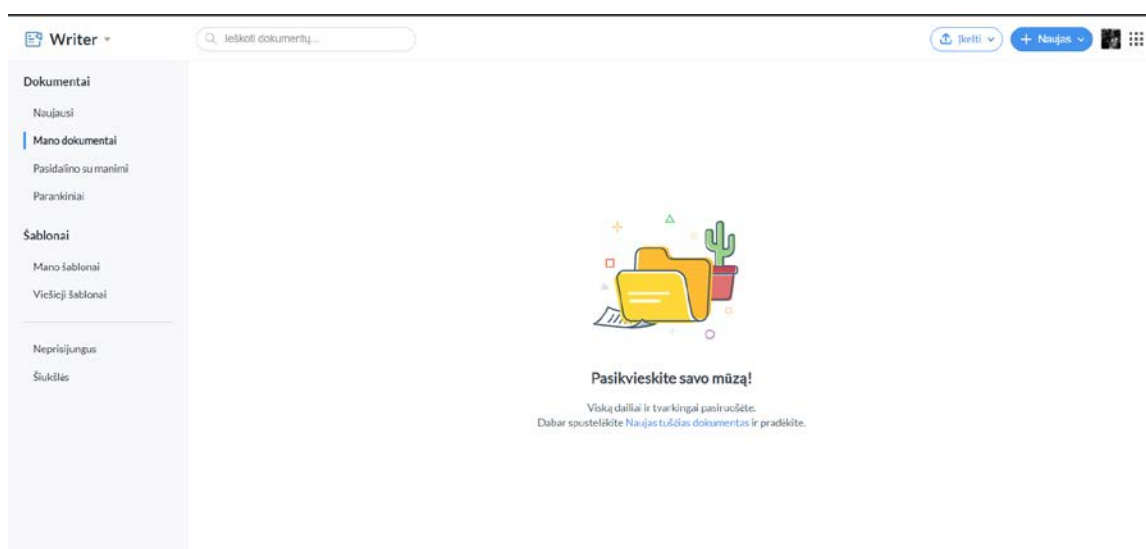 Writer
Ieškoti dokumentų...
Įkelti
+ Naujas
Dokumentai
Naujausi
Mano dokumentai
Pasidalino su manimi
Parankiniai
Šablonai
Mano šablonai
Viešieji šablonai
Neprisijungus
Šiukšlės
Pasikvieskite savo mūzą!
Viską dailiai ir tvarkingai pasiruošėte.
Dabar spustelėkite Naujas tuščias dokumentas ir pradėkite.